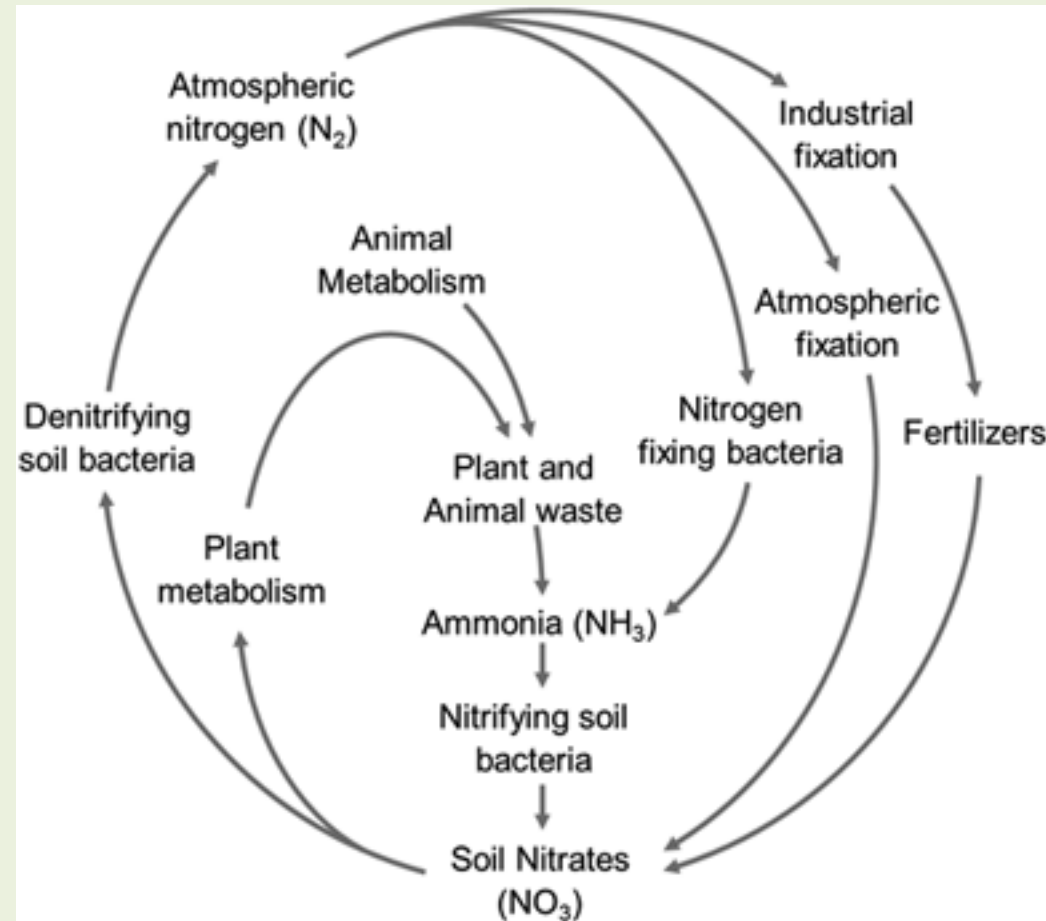 Atmospheric
nitrogen (N₂)
Industrial
fixation
Animal
Metabolism
Atmospheric
fixation
Denitrifying
soil bacteria
Nitrogen
fixing bacteria
Fertilizers
Plant and
Animal waste
Plant
metabolism
Ammonia (NH₃)
Nitrifying soil
bacteria
Soil Nitrates
(NO₃)